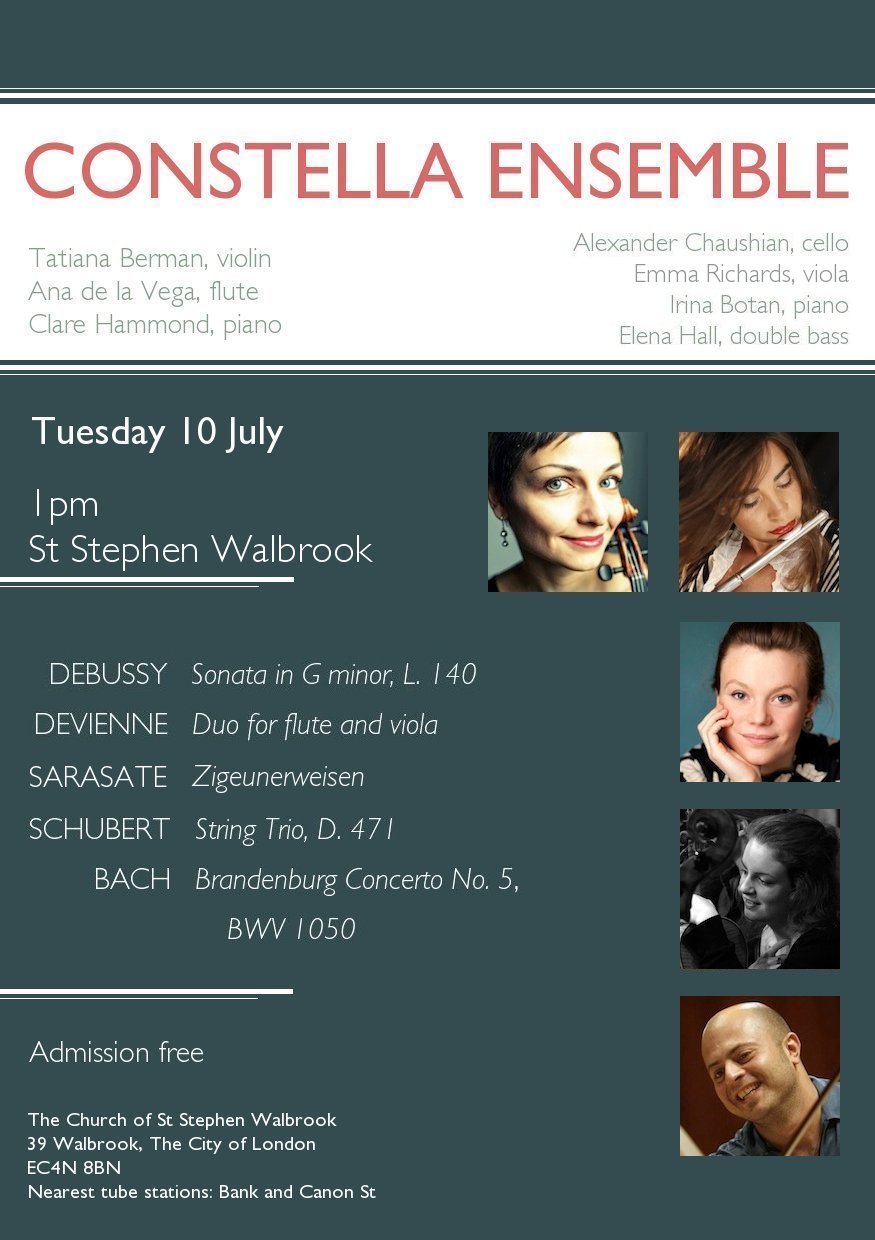 CONSTELLA ENSEMBLE
Tatiana Berman, violin
Ana de la Vega, flute
Clare Hammond, piano
Alexander Chaushian, cello
Emma Richards, viola
Irina Botan, piano
Elena Hall, double bass
Tuesday 10 July
1pm
St Stephen Walbrook
DEBUSSY Sonata in G minor, L. 140
DEVIENNE Duo for flute and viola
SARASATE Zigeunerweisen
SCHUBERT String Trio, D. 471
BACH Brandenburg Concerto No. 5,
BWV 1050
Admission free
The Church of St Stephen Walbrook
39 Walbrook, The City of London
EC4N 8BN
Nearest tube stations: Bank and Canon St